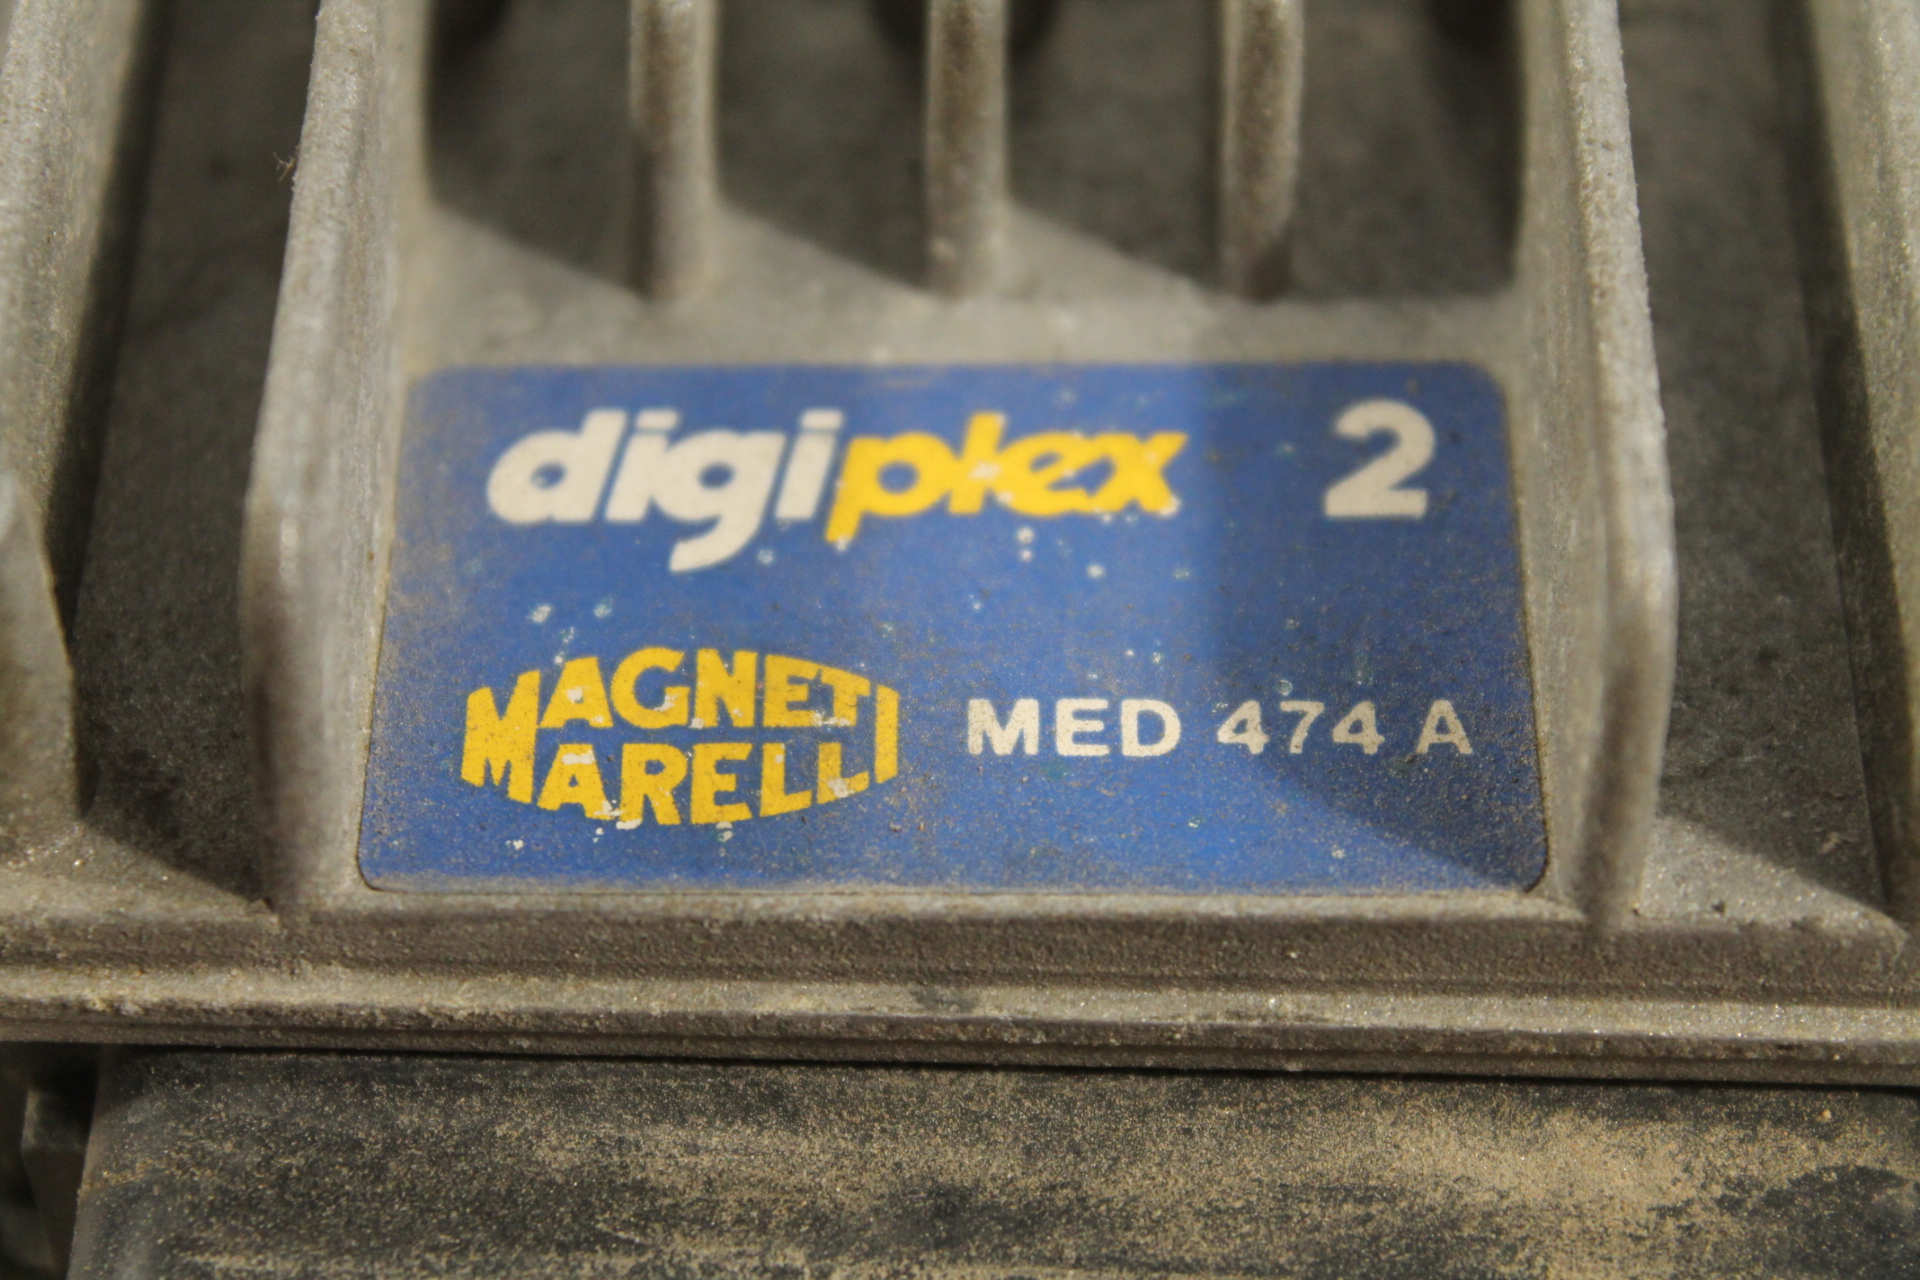 digiplex 2
MAGNETI
MARELLI
MED 474 A